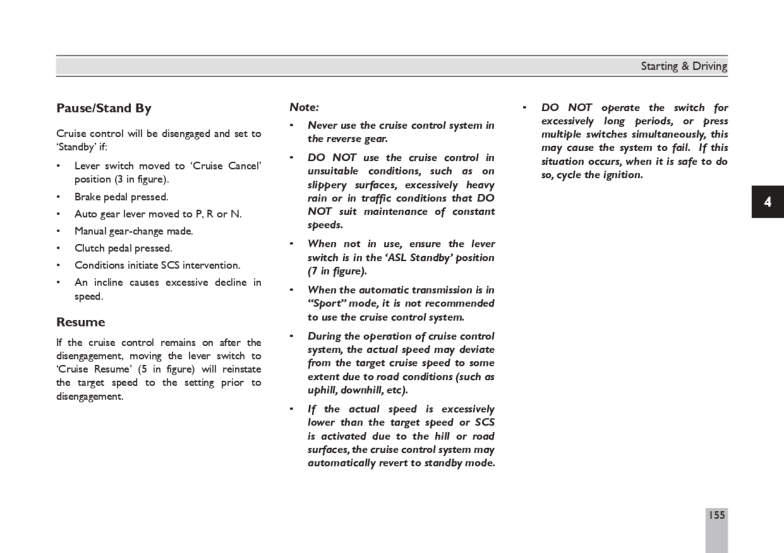 Starting & Driving
Pause/Stand By
Cruise control will be disengaged and set to
‘Standby’ if:
• Lever switch moved to ‘Cruise Cancel’
position (3 in figure).
• Brake pedal pressed.
• Auto gear lever moved to P, R or N.
• Manual gear-change made.
• Clutch pedal pressed.
• Conditions initiate SCS intervention.
• An incline causes excessive decline in
speed.
Resume
If the cruise control remains on after the
disengagement, moving the lever switch to
‘Cruise Resume’ (5 in figure) will reinstate
the target speed to the setting prior to
disengagement.
Note:
• Never use the cruise control system in
the reverse gear.
• DO NOT use the cruise control in
unsuitable conditions, such as on
slippery surfaces, excessively heavy
rain or in traffic conditions that DO
NOT suit maintenance of constant
speeds.
• When not in use, ensure the lever
switch is in the ‘ASL Standby’ position
(7 in figure).
• When the automatic transmission is in
“Sport” mode, it is not recommended
to use the cruise control system.
• During the operation of cruise control
system, the actual speed may deviate
from the target cruise speed to some
extent due to road conditions (such as
uphill, downhill, etc).
• If the actual speed is excessively
lower than the target speed or SCS
is activated due to the hill or road
surfaces, the cruise control system may
automatically revert to standby mode.
• DO NOT operate the switch for
excessively long periods, or press
multiple switches simultaneously, this
may cause the system to fail. If this
situation occurs, when it is safe to do
so, cycle the ignition.
4
155